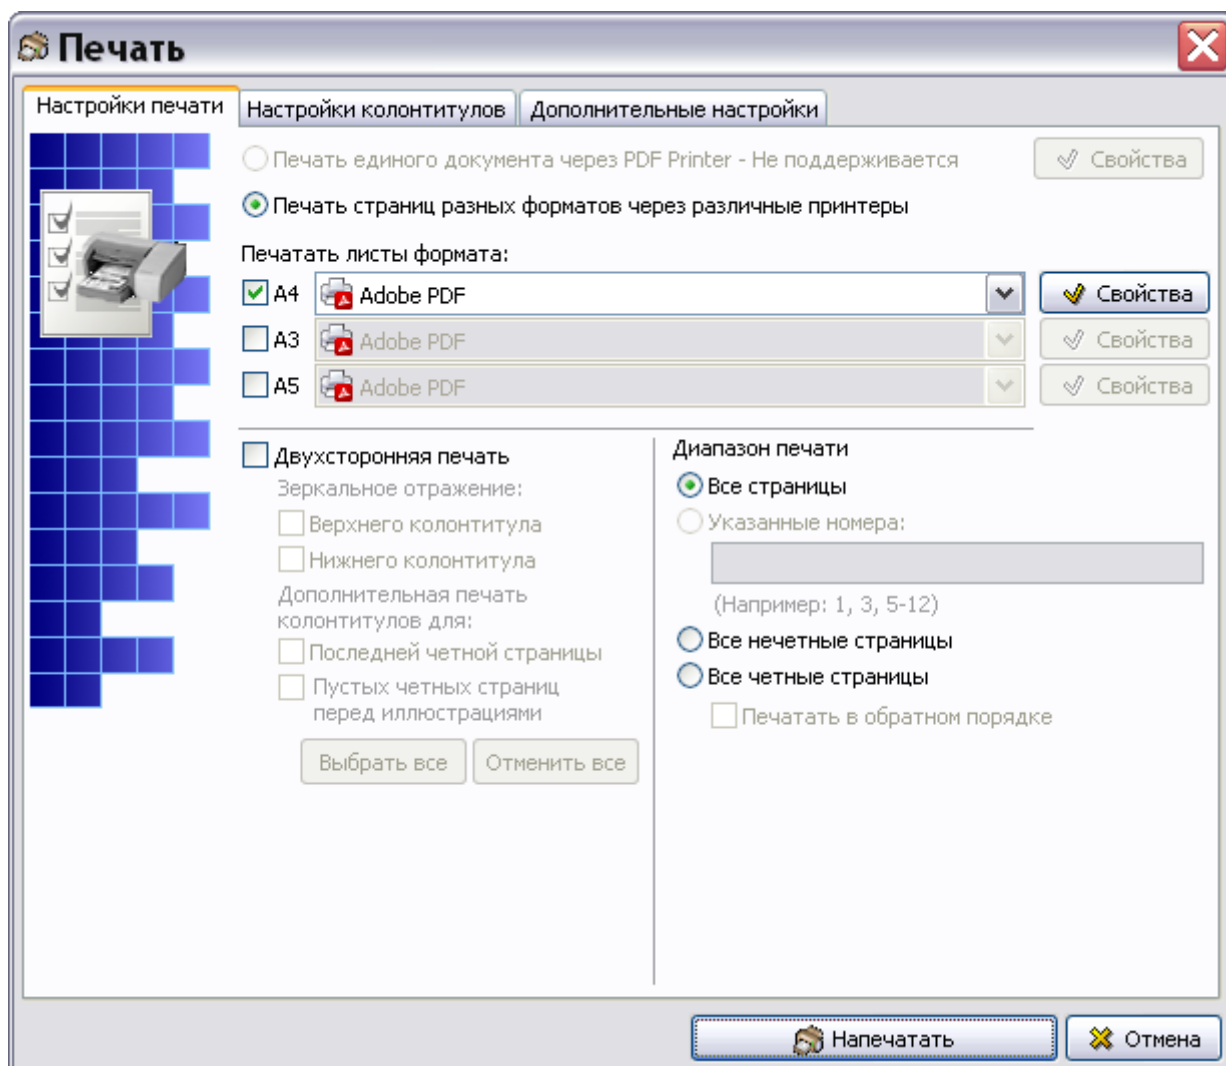 Печать
Настройки печати
Настройки колонтитулов
Дополнительные настройки
Печать единого документа через PDF Printer - Не поддерживается
Свойства
Печать страниц разных форматов через различные принтеры
Печатать листы формата:
A4
Adobe PDF
Свойства
A3
Adobe PDF
Свойства
A5
Adobe PDF
Свойства
Двухсторонняя печать
Зеркальное отражение:
Верхнего колонтитула
Нижнего колонтитула
Дополнительная печать
колонтитулов для:
Последней четной страницы
Пустых четных страниц
перед иллюстрациями
Выбрать все
Отменить все
Диапазон печати
Все страницы
Указанные номера:
(Например: 1, 3, 5-12)
Все нечетные страницы
Все четные страницы
Печатать в обратном порядке
Напечатать
Отмена